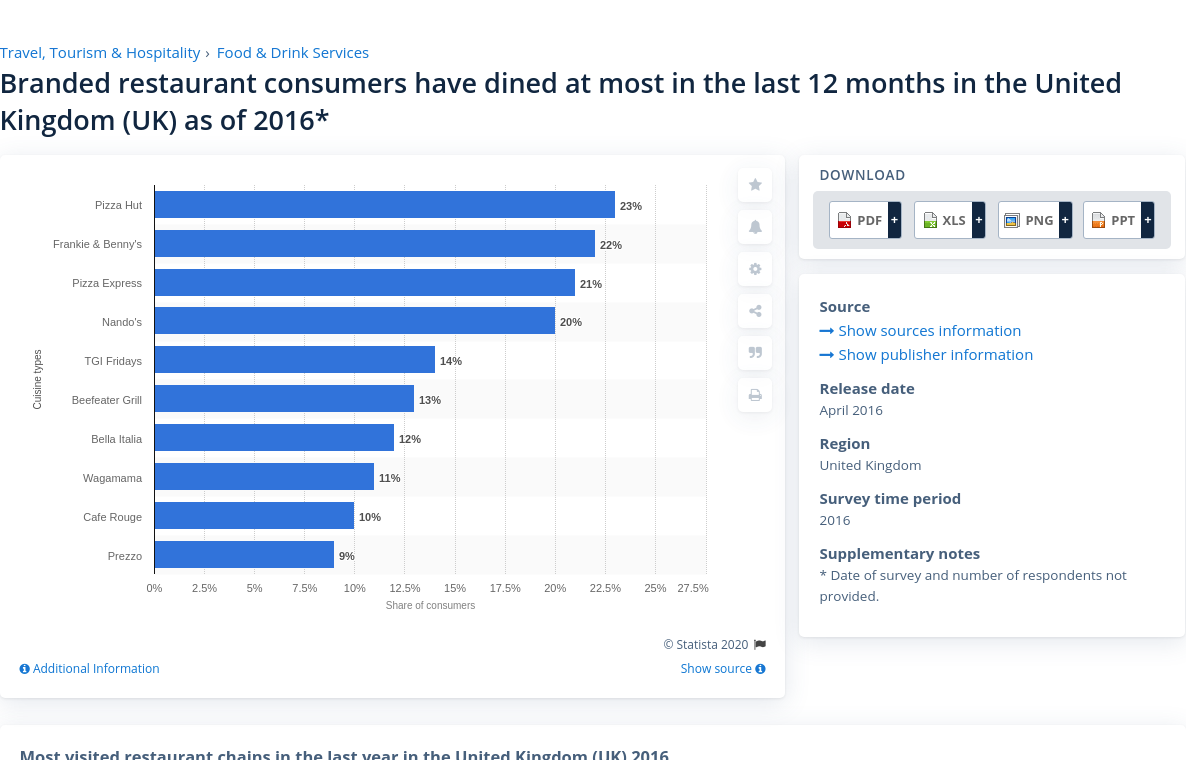 Travel, Tourism & Hospitality › Food & Drink Services
Branded restaurant consumers have dined at most in the last 12 months in the United
Kingdom (UK) as of 2016*
Cuisine types
Pizza Hut 23%
Frankie & Benny's 22%
Pizza Express 21%
Nando's 20%
TGI Fridays 14%
Beefeater Grill 13%
Bella Italia 12%
Wagamama 11%
Cafe Rouge 10%
Prezzo 9%
0% 2.5% 5% 7.5% 10% 12.5% 15% 17.5% 20% 22.5% 25% 27.5%
Share of consumers
© Statista 2020
Additional Information
Show source
DOWNLOAD
PDF + XLS + PNG + PPT +
Source
Show sources information
Show publisher information
Release date
April 2016
Region
United Kingdom
Survey time period
2016
Supplementary notes
* Date of survey and number of respondents not
provided.
Most visited restaurant chains in the last year in the United Kingdom (UK) 2016